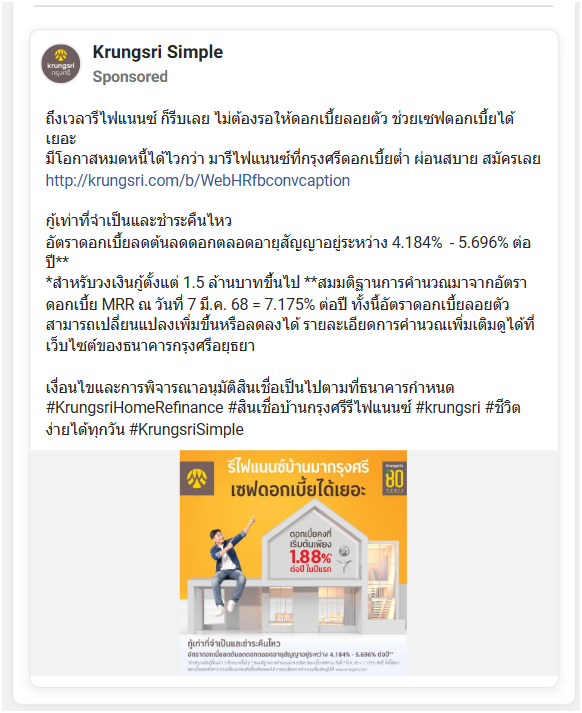 Krungsri Simple
Sponsored
krungsri
กรุงศรี
ถึงเวลารีไฟแนนซ์ ก็รีบเลย ไม่ต้องรอให้ดอกเบี้ยลอยตัว ช่วยเซฟดอกเบี้ยได้
เยอะ
มีโอกาสหมดหนี้ได้ไวกว่า มารีไฟแนนซ์ที่กรุงศรีดอกเบี้ยต่ำ ผ่อนสบาย สมัครเลย
http://krungsri.com/b/WebHRfbconvcaption
กู้เท่าที่จำเป็นและชำระคืนไหว
อัตราดอกเบี้ยลดต้นลดดอกตลอดอายุสัญญาอยู่ระหว่าง 4.184% - 5.696% ต่อ
ปี**
*สำหรับวงเงินกู้ตั้งแต่ 1.5 ล้านบาทขึ้นไป **สมมติฐานการคำนวณมาจากอัตรา
ดอกเบี้ย MRR ณ วันที่ 7 มี.ค. 68 = 7.175% ต่อปี ทั้งนี้อัตราดอกเบี้ยลอยตัว
สามารถเปลี่ยนแปลงเพิ่มขึ้นหรือลดลงได้ รายละเอียดการคำนวณเพิ่มเติมดูได้ที่
เว็บไซต์ของธนาคารกรุงศรีอยุธยา
เงื่อนไขและการพิจารณาอนุมัติสินเชื่อเป็นไปตามที่ธนาคารกำหนด
#KrungsriHomeRefinance #สินเชื่อบ้านกรุงศรีรีไฟแนนซ์ #krungsri #ชีวิต
ง่ายได้ทุกวัน #KrungsriSimple
รีไฟแนนซ์บ้านมากรุงศรี
เซฟดอกเบี้ยได้เยอะ
krungsri
80
YEARS
ดอกเบี้ยคงที่
เริ่มต้นเพียง
1.88%*
ต่อปี ในปีแรก
กู้เท่าที่จำเป็นและชำระคืนไหว
อัตราดอกเบี้ยลดต้นลดดอกตลอดอายุสัญญาอยู่ระหว่าง 4.184% - 5.696% ต่อปี**